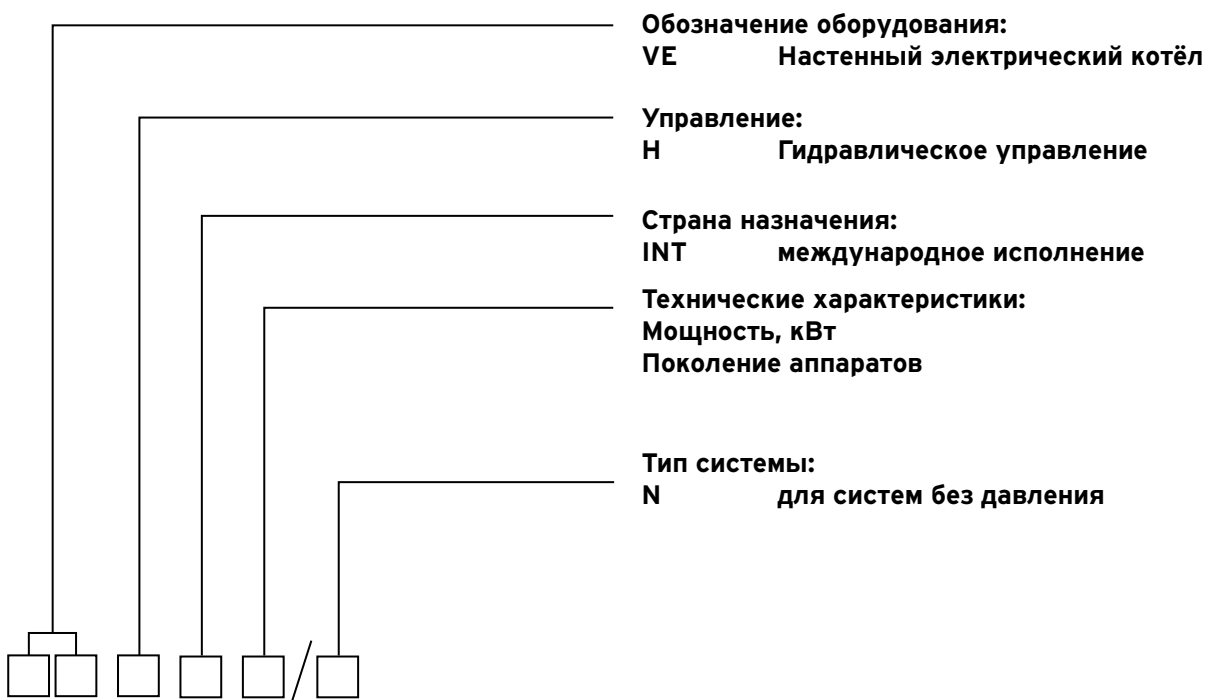 Обозначение оборудования:
VE Настенный электрический котёл
Управление:
H Гидравлическое управление
Страна назначения:
INT международное исполнение
Технические характеристики:
Мощность, кВт
Поколение аппаратов
Тип системы:
N для систем без давления
/